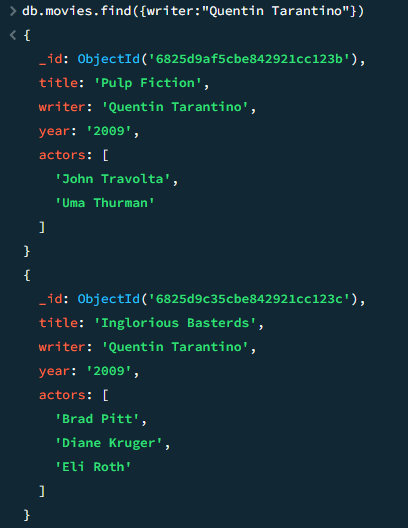 > db.movies.find({writer:"Quentin Tarantino"})
< {
_id: ObjectId('6825d9af5cbe842921cc123b'),
title: 'Pulp Fiction',
writer: 'Quentin Tarantino',
year: '2009',
actors: [
'John Travolta',
'Uma Thurman'
]
}
{
_id: ObjectId('6825d9c35cbe842921cc123c'),
title: 'Inglorious Basterds',
writer: 'Quentin Tarantino',
year: '2009',
actors: [
'Brad Pitt',
'Diane Kruger',
'Eli Roth'
]
}